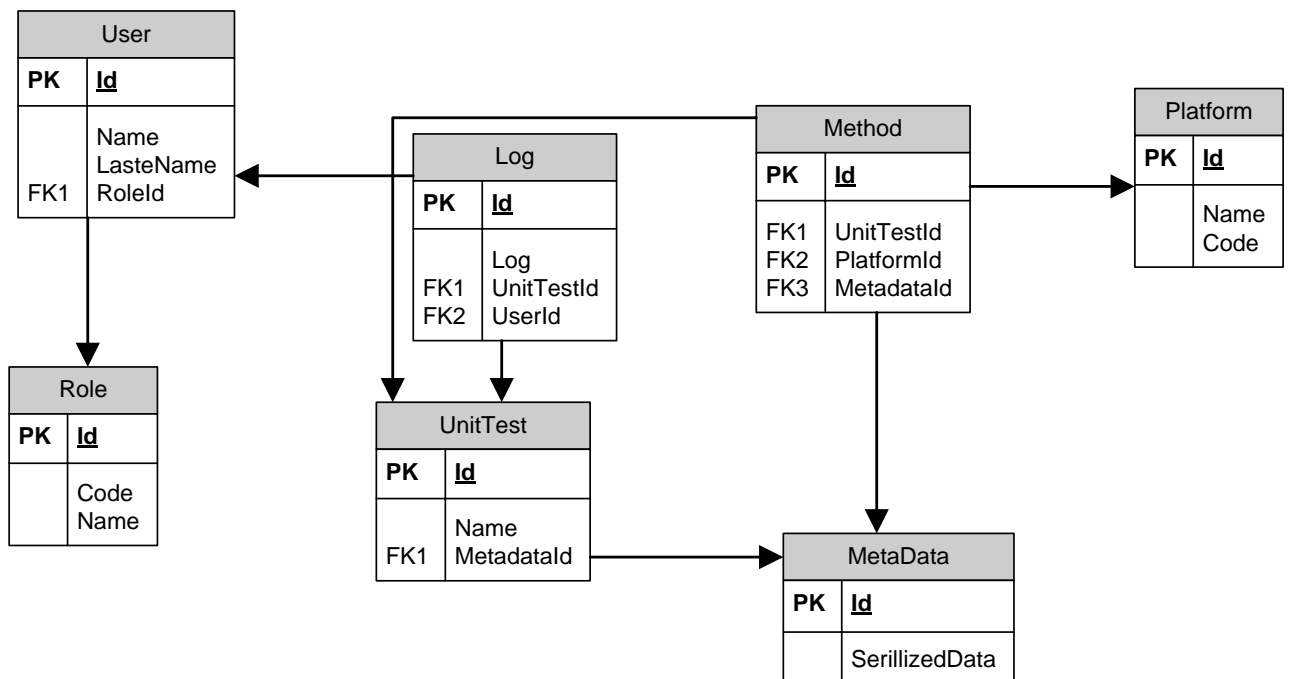 User
PK Id
Name
LasteName
FK1 RoleId
Log
PK Id
Log
FK1 UnitTestId
FK2 UserId
Method
PK Id
FK1 UnitTestId
FK2 PlatformId
FK3 MetadataId
Platform
PK Id
Name
Code
Role
PK Id
Code
Name
UnitTest
PK Id
Name
FK1 MetadataId
MetaData
PK Id
SerillizedData